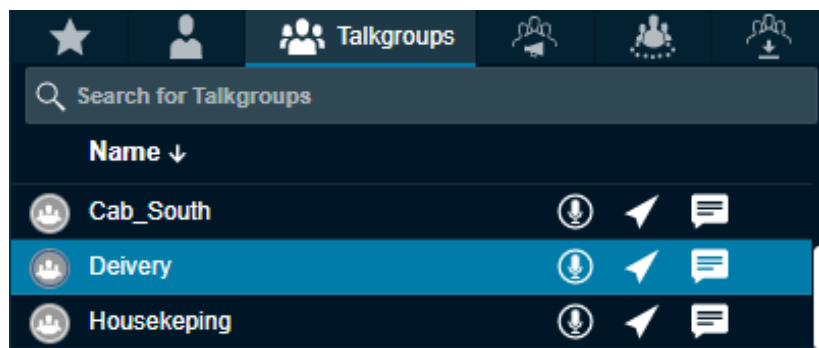 Talkgroups
Search for Talkgroups
Name ↓
Cab_South
Deivery
Housekeping